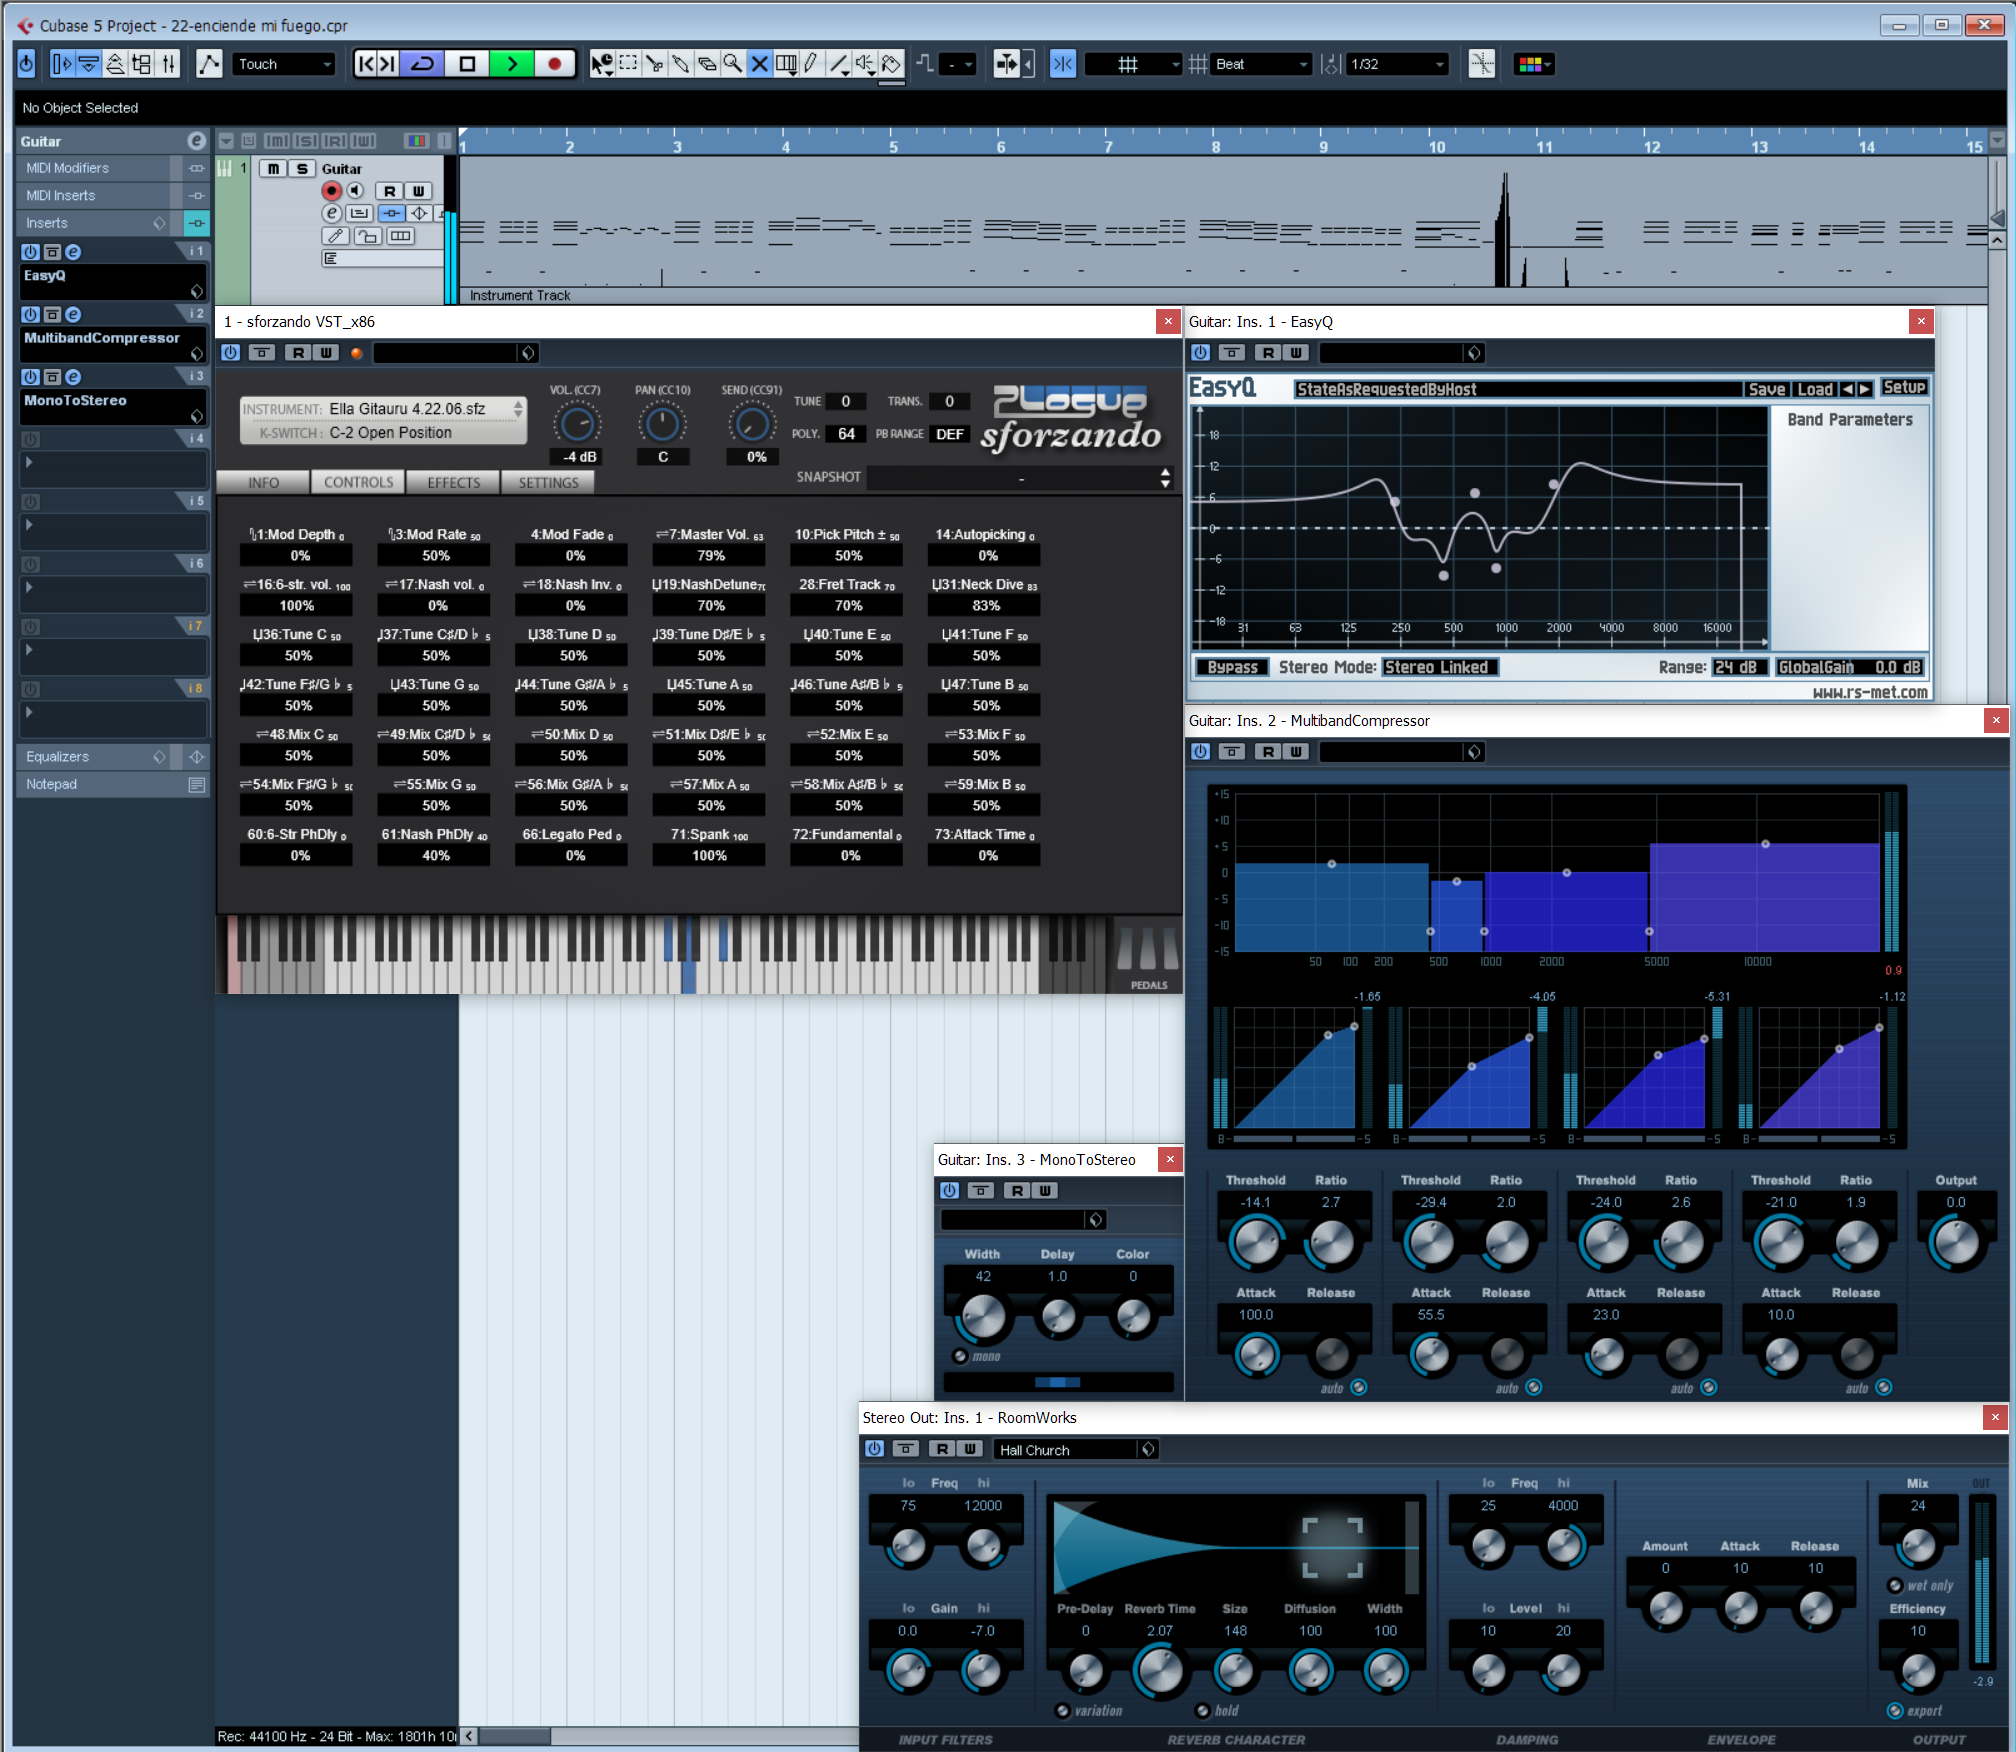 Cubase 5 Project - 22-enciende mi fuego.cpr
Touch
- Beat 1/32
No Object Selected
Guitar
MIDI Modifiers
MIDI Inserts
Inserts
i 1
EasyQ
i 2
MultibandCompressor
i 3
MonoToStereo
i 4
i 5
i 6
i 7
i 8
Equalizers
Notepad
1 2 3 4 5 6 7 8 9 10 11 12 13 14 15
1 m S Guitar
R W
Instrument Track
1 - sforzando VST_x86
R W
INSTRUMENT: Ella Gitauru 4.22.06.sfz
K-SWITCH : C-2 Open Position
VOL. (CC7) PAN (CC10) SEND (CC91)
-4 dB C 0%
TUNE 0 TRANS. 0
POLY. 64 PB RANGE DEF
Plogue
sforzando
SNAPSHOT -
INFO CONTROLS EFFECTS SETTINGS
1:Mod Depth 0 3:Mod Rate 50 4:Mod Fade 0 7:Master Vol. 63 10:Pick Pitch ± 50 14:Autopicking 0
0% 50% 0% 79% 50% 0%
16:6-str. vol. 100 17:Nash vol. 0 18:Nash Inv. 0 19:NashDetune 28:Fret Track 70 31:Neck Dive 83
100% 0% 0% 70% 70% 83%
36:Tune C 50 37:Tune C♯/D♭ 5 38:Tune D 50 39:Tune D♯/E♭ 5 40:Tune E 50 41:Tune F 50
50% 50% 50% 50% 50% 50%
42:Tune F♯/G♭ 5 43:Tune G 50 44:Tune G♯/A♭ 5 45:Tune A 50 46:Tune A♯/B♭ 47:Tune B 50
50% 50% 50% 50% 50% 50%
48:Mix C 50 49:Mix C♯/D♭ 50:Mix D 50 51:Mix D♯/E♭ 52:Mix E 50 53:Mix F 50
50% 50% 50% 50% 50% 50%
54:Mix F♯/G♭ 55:Mix G 50 56:Mix G♯/A♭ 57:Mix A 50 58:Mix A♯/B♭ 59:Mix B 50
50% 50% 50% 50% 50% 50%
60:6-Str PhDly 0 61:Nash PhDly 40 66:Legato Ped 0 71:Spank 100 72:Fundamental 0 73:Attack Time 0
0% 40% 0% 100% 0% 0%
PEDALS
Guitar: Ins. 1 - EasyQ
R W
EasyQ StateAsRequestedByHost Save Load Setup
Band Parameters
18
12
6
0
-6
-12
-18
31 63 125 250 500 1000 2000 4000 8000 16000
Bypass Stereo Mode: Stereo Linked Range: 24 dB GlobalGain 0.0 dB
www.rs-met.com
Guitar: Ins. 2 - MultibandCompressor
R W
+15
+10
+5
0
-5
-10
-15
50 100 200 500 1000 2000 5000 10000
0.9
-1.65 -4.05 -5.31 -1.12
B S B S B S B S
Threshold Ratio Threshold Ratio Threshold Ratio Threshold Ratio Output
-14.1 2.7 -29.4 2.0 -24.0 2.6 -21.0 1.9 0.0
Attack Release Attack Release Attack Release Attack Release
100.0 55.5 23.0 10.0
auto auto auto auto
Guitar: Ins. 3 - MonoToStereo
R W
Width Delay Color
42 1.0 0
mono
Stereo Out: Ins. 1 - RoomWorks
R W Hall Church
lo Freq hi
75 12000
lo Gain hi
0.0 -7.0
INPUT FILTERS
Pre-Delay Reverb Time Size Diffusion Width
0 2.07 148 100 100
variation hold
REVERB CHARACTER
lo Freq hi
25 4000
lo Level hi
10 20
DAMPING
Amount Attack Release
0 10 10
ENVELOPE
Mix OUT
24
wet only
Efficiency
10
-2.9
export
OUTPUT
Rec: 44100 Hz - 24 Bit - Max: 1801h